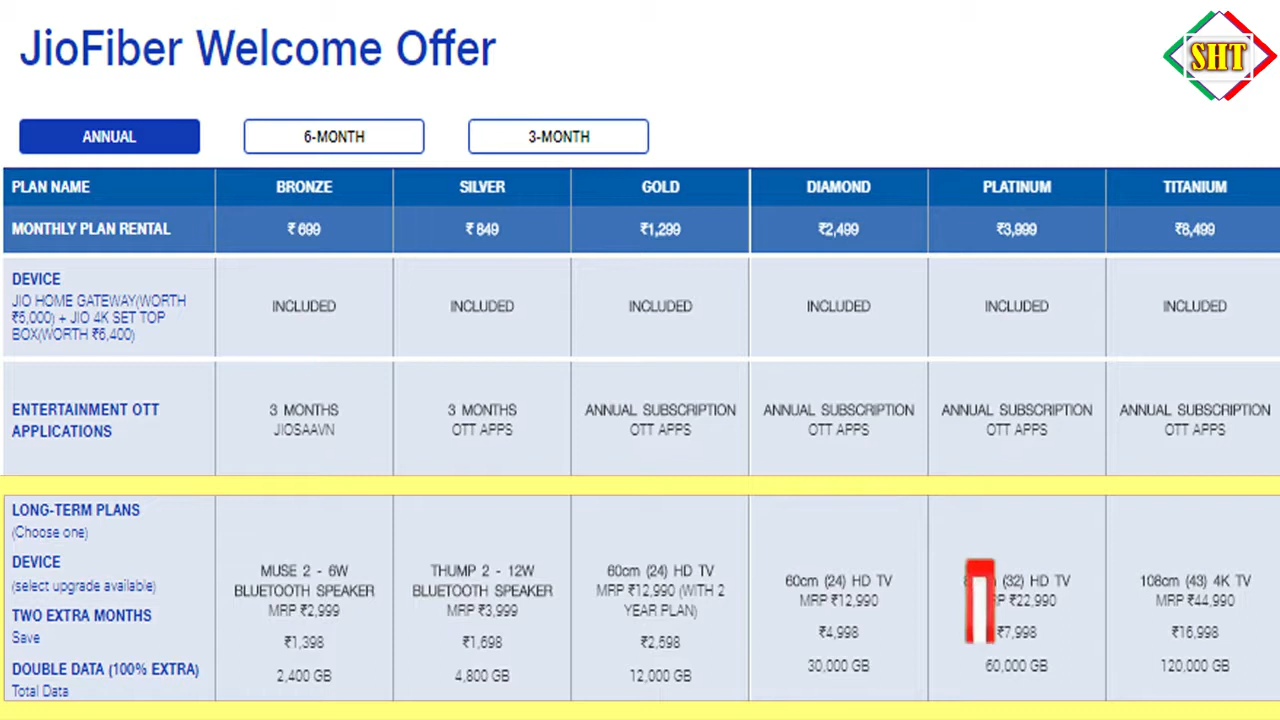 JioFiber Welcome Offer
SHT
ANNUAL 6-MONTH 3-MONTH
PLAN NAME BRONZE SILVER GOLD DIAMOND PLATINUM TITANIUM
MONTHLY PLAN RENTAL ₹699 ₹849 ₹1,299 ₹2,499 ₹3,999 ₹8,499
DEVICE
JIO HOME GATEWAY(WORTH
₹5,000) + JIO 4K SET TOP
BOX(WORTH ₹6,400)
INCLUDED INCLUDED INCLUDED INCLUDED INCLUDED INCLUDED
ENTERTAINMENT OTT
APPLICATIONS
3 MONTHS
JIOSAAVN
3 MONTHS
OTT APPS
ANNUAL SUBSCRIPTION
OTT APPS
ANNUAL SUBSCRIPTION
OTT APPS
ANNUAL SUBSCRIPTION
OTT APPS
ANNUAL SUBSCRIPTION
OTT APPS
LONG-TERM PLANS
(Choose one)
DEVICE
(select upgrade available)
TWO EXTRA MONTHS
Save
DOUBLE DATA (100% EXTRA)
Total Data
MUSE 2 - 6W
BLUETOOTH SPEAKER
MRP ₹2,999
₹1,398
2,400 GB
THUMP 2 - 12W
BLUETOOTH SPEAKER
MRP ₹3,999
₹1,698
4,800 GB
60cm (24) HD TV
MRP ₹12,990 (WITH 2
YEAR PLAN)
₹2,598
12,000 GB
60cm (24) HD TV
MRP ₹12,990
₹4,998
30,000 GB
(32) HD TV
₹22,990
₹7,998
60,000 GB
108cm (43) 4K TV
MRP ₹44,990
₹16,998
120,000 GB